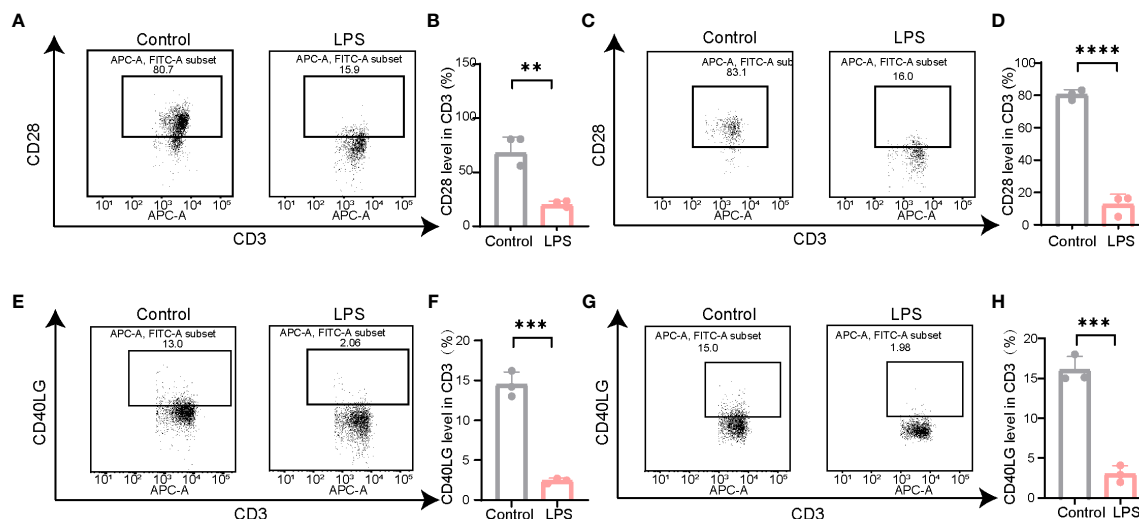 A
Control
LPS
APC-A, FITC-A subset
80.7
APC-A, FITC-A subset
15.9
CD28
10¹ 10² 10³ 10⁴ 10⁵
APC-A
10¹ 10² 10³ 10⁴ 10⁵
APC-A
CD3
B
**
CD28 level in CD3 (%)
150
100
50
0
Control LPS
C
Control
LPS
APC-A, FITC-A sub
83.1
APC-A, FITC-A subset
16.0
CD28
10¹ 10² 10³ 10⁴ 10⁵
APC-A
10¹ 10² 10³ 10⁴ 10⁵
APC-A
CD3
D
****
CD28 level in CD3 (%)
100
80
60
40
20
0
Control LPS
E
Control
LPS
APC-A, FITC-A subset
13.0
APC-A, FITC-A subset
2.06
CD40LG
10¹ 10² 10³ 10⁴ 10⁵
APC-A
10¹ 10² 10³ 10⁴ 10⁵
APC-A
CD3
F
***
CD40LG level in CD3 (%)
20
15
10
5
0
Control LPS
G
Control
LPS
APC-A, FITC-A subset
15.0
APC-A, FITC-A subset
1.98
CD40LG
10¹ 10² 10³ 10⁴ 10⁵
APC-A
10¹ 10² 10³ 10⁴ 10⁵
APC-A
CD3
H
***
CD40LG level in CD3 (%)
20
15
10
5
0
Control LPS